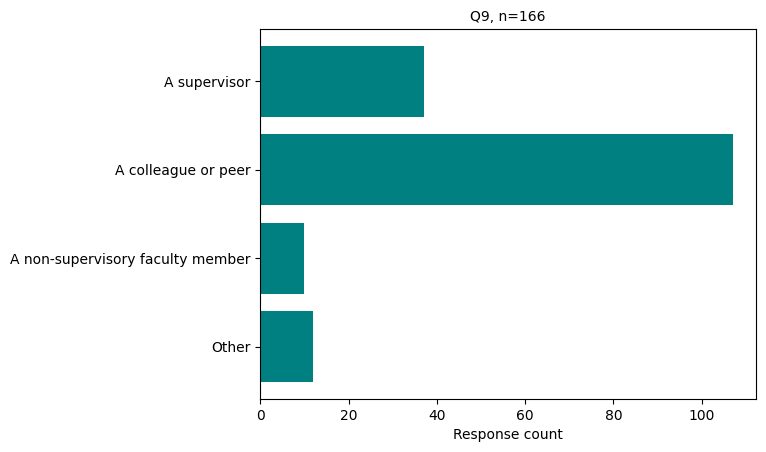 Q9, n=166
A supervisor
A colleague or peer
A non-supervisory faculty member
Other
0 20 40 60 80 100
Response count